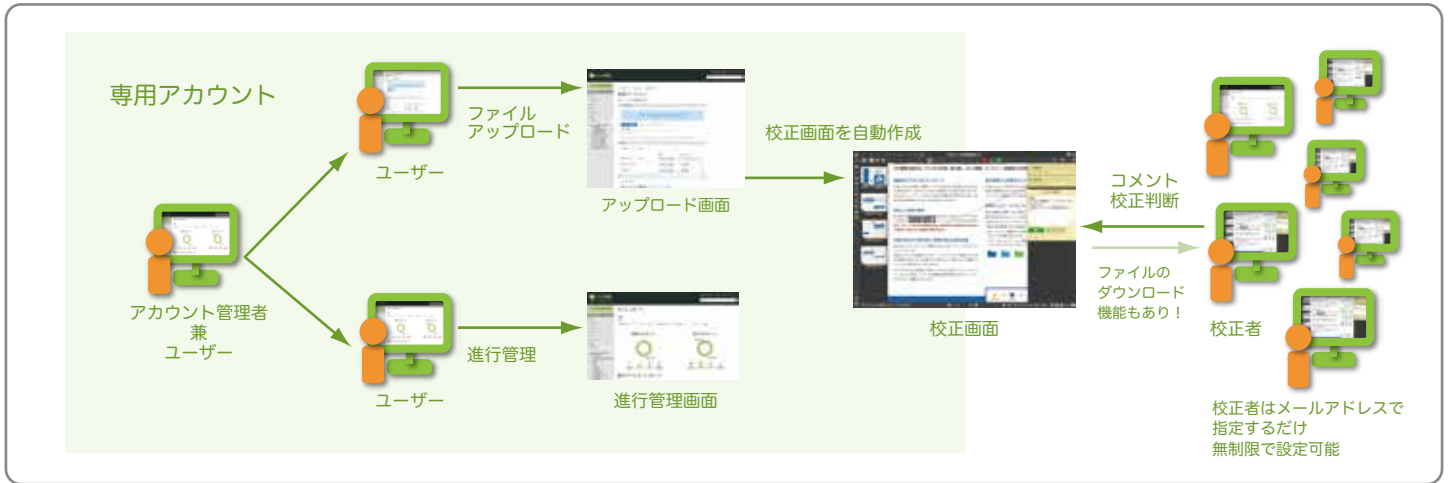 専用アカウント
アカウント管理者
兼
ユーザー
ユーザー
ファイル
アップロード
アップロード画面
ユーザー
進行管理
進行管理画面
校正画面を自動作成
校正画面
コメント
校正判断
ファイルの
ダウンロード
機能もあり！
校正者
校正者はメールアドレスで
指定するだけ
無制限で設定可能